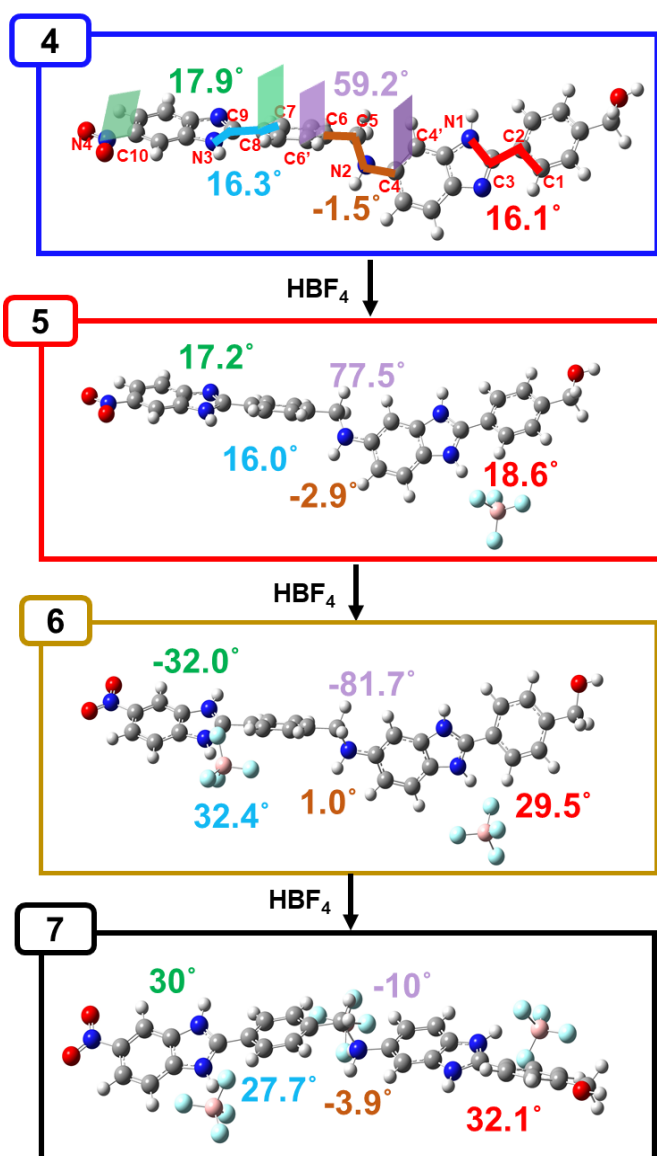 4
17.9°
59.2°
N4
C10
C9
N3
C8
C7
C6'
C6
C5
N2
C4
C4'
N1
C2
C3
C1
16.3°
-1.5°
16.1°
HBF₄
5
17.2°
77.5°
16.0°
-2.9°
18.6°
HBF₄
6
-32.0°
-81.7°
32.4°
1.0°
29.5°
HBF₄
7
30°
-10°
27.7°
-3.9°
32.1°